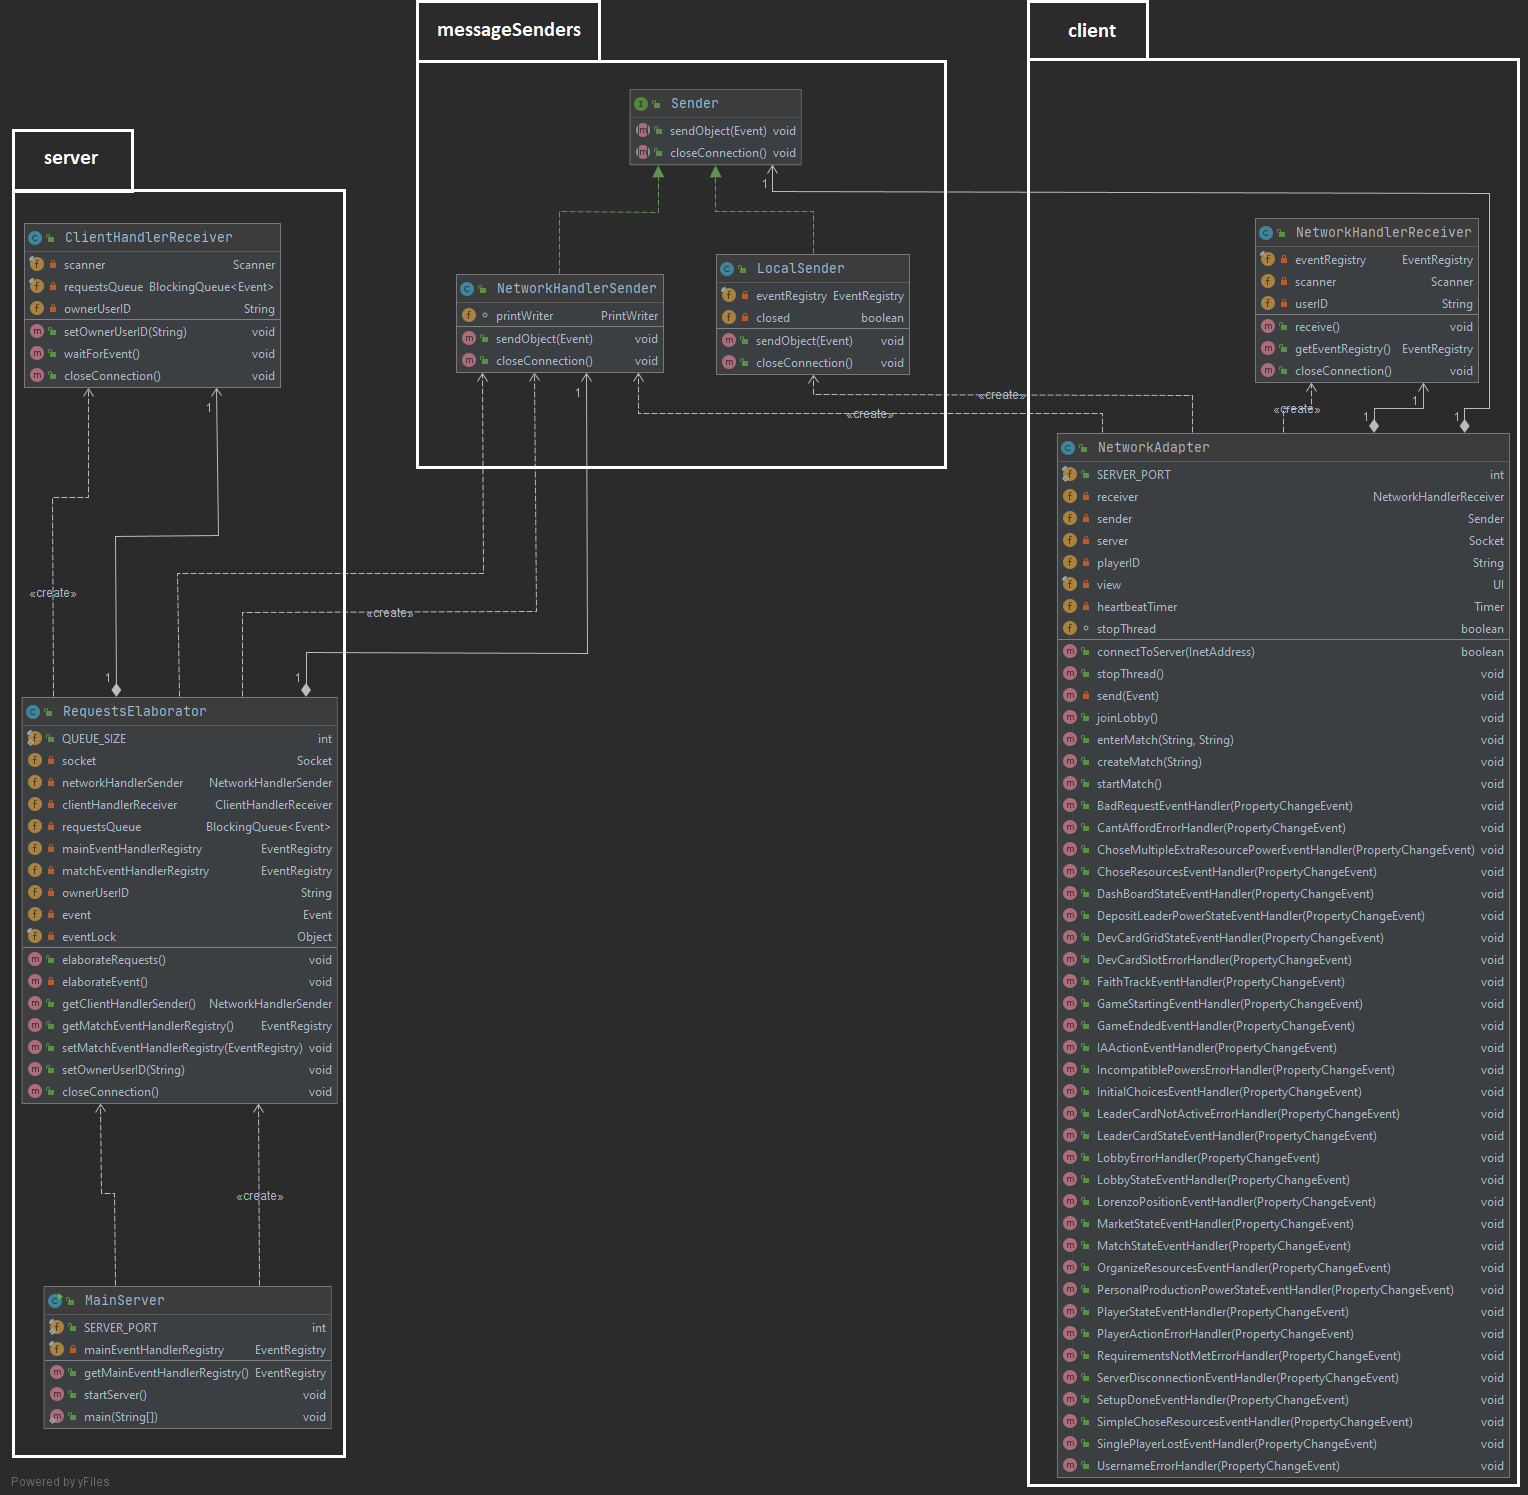 messageSenders
client
server
Sender
sendObject(Event) void
closeConnection() void
1
ClientHandlerReceiver
scanner Scanner
requestsQueue BlockingQueue<Event>
ownerUserID String
setOwnerUserID(String) void
waitForEvent() void
closeConnection() void
1
NetworkHandlerSender
printWriter PrintWriter
sendObject(Event) void
closeConnection() void
1
LocalSender
eventRegistry EventRegistry
closed boolean
sendObject(Event) void
closeConnection() void
«create»
«create»
NetworkHandlerReceiver
eventRegistry EventRegistry
scanner Scanner
userID String
receive() void
getEventRegistry() EventRegistry
closeConnection() void
«create»
1
1
1
«create»
«create»
1
1
RequestsElaborator
QUEUE_SIZE int
socket Socket
networkHandlerSender NetworkHandlerSender
clientHandlerReceiver ClientHandlerReceiver
requestsQueue BlockingQueue<Event>
mainEventHandlerRegistry EventRegistry
matchEventHandlerRegistry EventRegistry
ownerUserID String
event Event
eventLock Object
elaborateRequests() void
elaborateEvent() void
getClientHandlerSender() NetworkHandlerSender
getMatchEventHandlerRegistry() EventRegistry
setMatchEventHandlerRegistry(EventRegistry) void
setOwnerUserID(String) void
closeConnection() void
«create»
MainServer
SERVER_PORT int
mainEventHandlerRegistry EventRegistry
getMainEventHandlerRegistry() EventRegistry
startServer() void
main(String[]) void
NetworkAdapter
SERVER_PORT int
receiver NetworkHandlerReceiver
sender Sender
server Socket
playerID String
view UI
heartbeatTimer Timer
stopThread boolean
connectToServer(InetAddress) boolean
stopThread() void
send(Event) void
joinLobby() void
enterMatch(String, String) void
createMatch(String) void
startMatch() void
BadRequestEventHandler(PropertyChangeEvent) void
CantAffordErrorHandler(PropertyChangeEvent) void
ChoseMultipleExtraResourcePowerEventHandler(PropertyChangeEvent) void
ChoseResourcesEventHandler(PropertyChangeEvent) void
DashBoardStateEventHandler(PropertyChangeEvent) void
DepositLeaderPowerStateEventHandler(PropertyChangeEvent) void
DevCardGridStateEventHandler(PropertyChangeEvent) void
DevCardSlotErrorHandler(PropertyChangeEvent) void
FaithTrackEventHandler(PropertyChangeEvent) void
GameStartingEventHandler(PropertyChangeEvent) void
GameEndedEventHandler(PropertyChangeEvent) void
IAActionEventHandler(PropertyChangeEvent) void
IncompatiblePowersErrorHandler(PropertyChangeEvent) void
InitialChoicesEventHandler(PropertyChangeEvent) void
LeaderCardNotActiveErrorHandler(PropertyChangeEvent) void
LeaderCardStateEventHandler(PropertyChangeEvent) void
LobbyErrorHandler(PropertyChangeEvent) void
LobbyStateEventHandler(PropertyChangeEvent) void
LorenzoPositionEventHandler(PropertyChangeEvent) void
MarketStateEventHandler(PropertyChangeEvent) void
MatchStateEventHandler(PropertyChangeEvent) void
OrganizeResourcesEventHandler(PropertyChangeEvent) void
PersonalProductionPowerStateEventHandler(PropertyChangeEvent) void
PlayerStateEventHandler(PropertyChangeEvent) void
PlayerActionErrorHandler(PropertyChangeEvent) void
RequirementsNotMetErrorHandler(PropertyChangeEvent) void
ServerDisconnectionEventHandler(PropertyChangeEvent) void
SetupDoneEventHandler(PropertyChangeEvent) void
SimpleChoseResourcesEventHandler(PropertyChangeEvent) void
SinglePlayerLostEventHandler(PropertyChangeEvent) void
UsernameErrorHandler(PropertyChangeEvent) void
Powered by yFiles